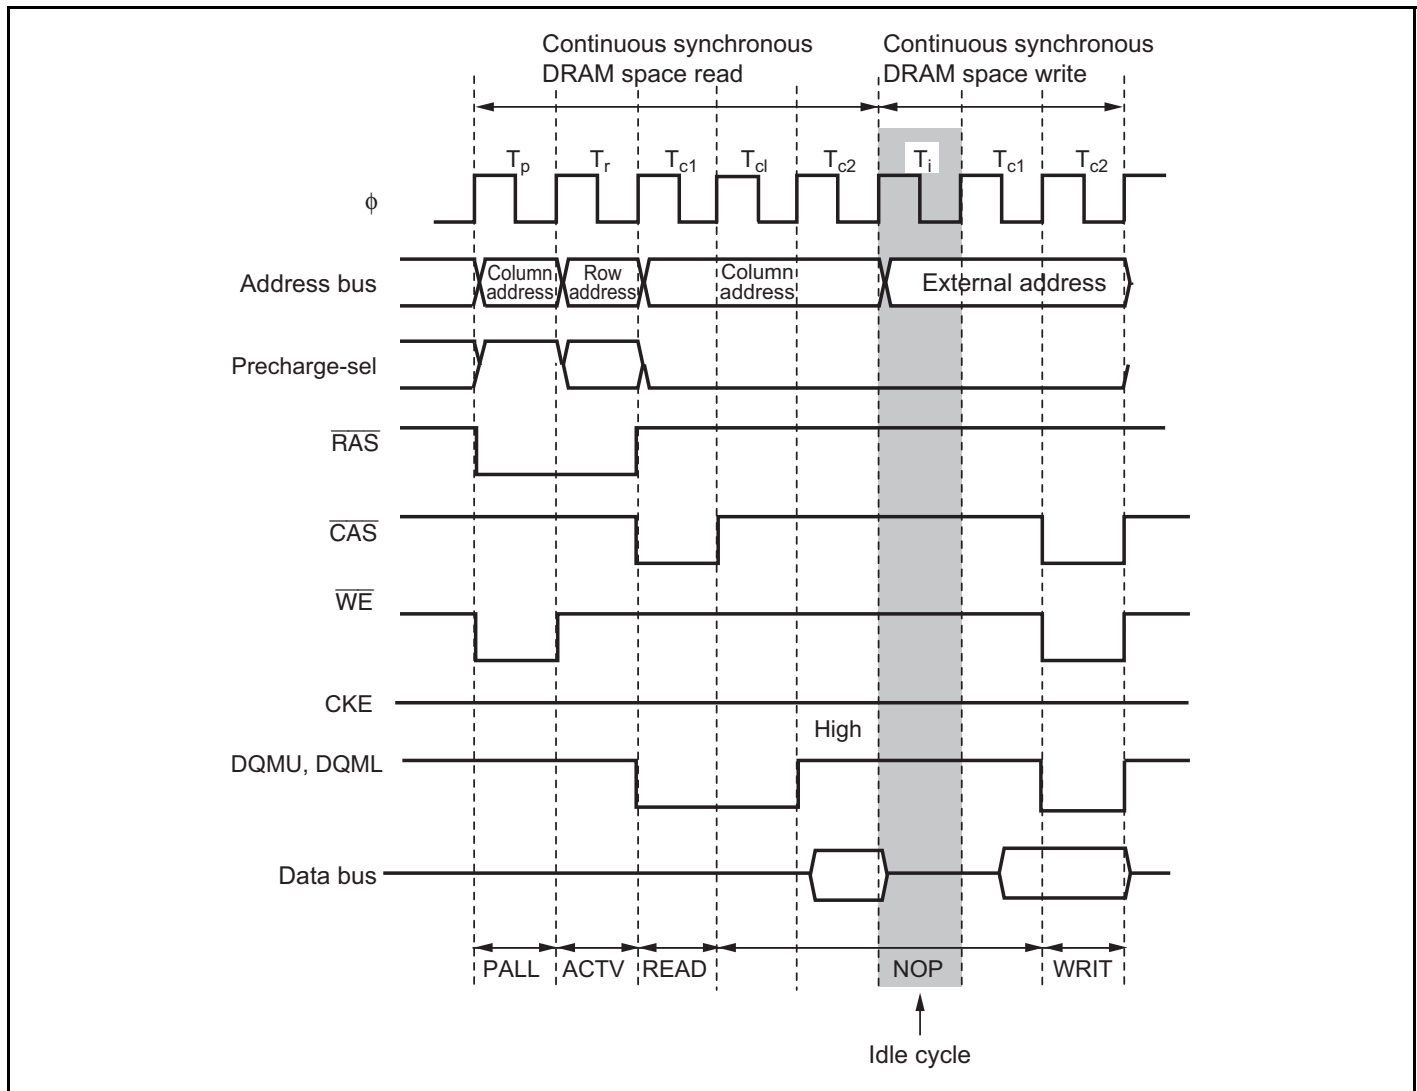 Continuous synchronous
DRAM space read
Continuous synchronous
DRAM space write
Tp Tr Tc1 Tcl Tc2 Ti Tc1 Tc2
ϕ
Address bus
Column
address
Row
address
Column
address
External address
Precharge-sel
RAS
CAS
WE
CKE
High
DQMU, DQML
Data bus
PALL ACTV READ NOP WRIT
Idle cycle